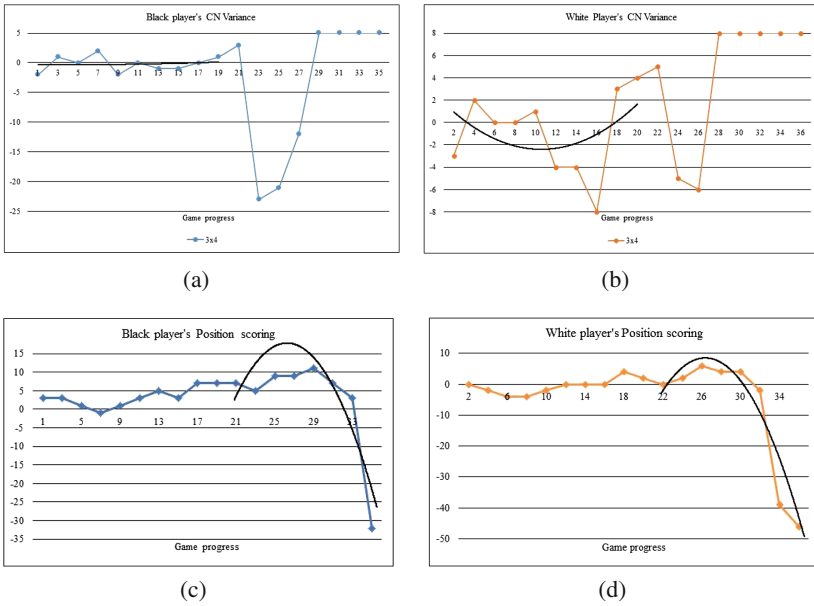 Black player's CN Variance
5
0
-5
-10
-15
-20
-25
1 3 5 7 9 11 13 15 17 19 21 23 25 27 29 31 33 35
Game progress
3x4
(a)
White Player's CN Variance
8
6
4
2
0
-2
-4
-6
-8
2 4 6 8 10 12 14 16 18 20 22 24 26 28 30 32 34 36
Game progress
3x4
(b)
Black player's Position scoring
15
10
5
0
-5
-10
-15
-20
-25
-30
-35
1 5 9 13 17 21 25 29 33
Game progress
(c)
White player's Position scoring
10
0
-10
-20
-30
-40
-50
2 6 10 14 18 22 26 30 34
Game progress
(d)